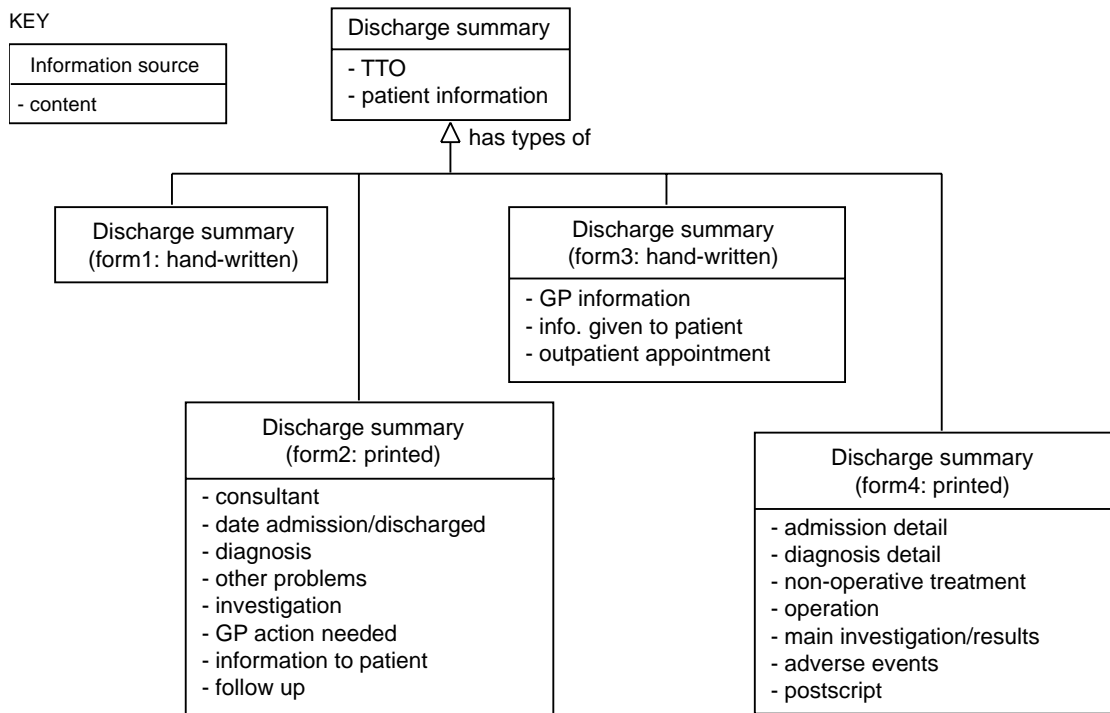 KEY
Information source
- content
Discharge summary
- TTO
- patient information
has types of
Discharge summary
(form1: hand-written)
Discharge summary
(form3: hand-written)
- GP information
- info. given to patient
- outpatient appointment
Discharge summary
(form2: printed)
- consultant
- date admission/discharged
- diagnosis
- other problems
- investigation
- GP action needed
- information to patient
- follow up
Discharge summary
(form4: printed)
- admission detail
- diagnosis detail
- non-operative treatment
- operation
- main investigation/results
- adverse events
- postscript